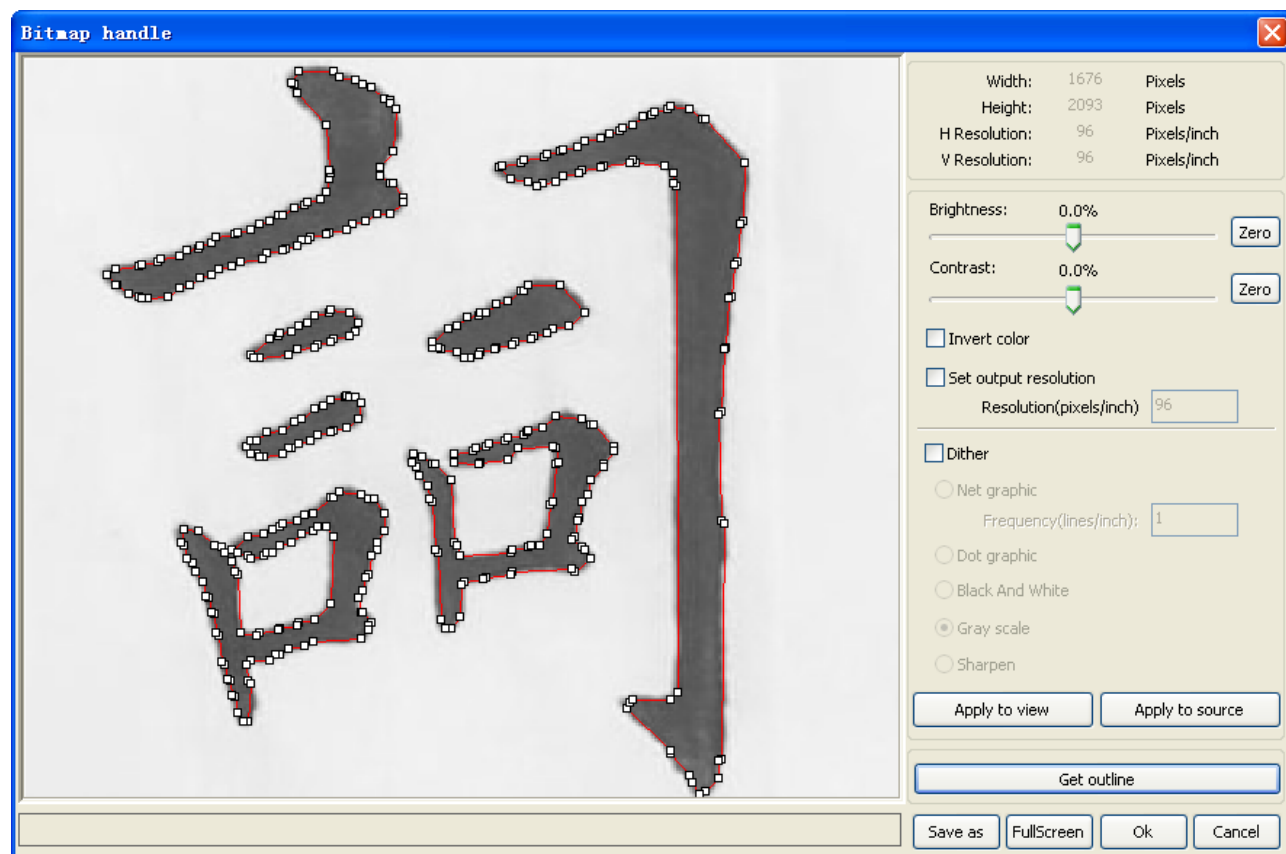 Bitmap handle
詞
Width: 1676 Pixels
Height: 2093 Pixels
H Resolution: 96 Pixels/inch
V Resolution: 96 Pixels/inch
Brightness: 0.0%
Zero
Contrast: 0.0%
Zero
Invert color
Set output resolution
Resolution(pixels/inch) 96
Dither
Net graphic
Frequency(lines/inch): 1
Dot graphic
Black And White
Gray scale
Sharpen
Apply to view Apply to source
Get outline
Save as FullScreen Ok Cancel